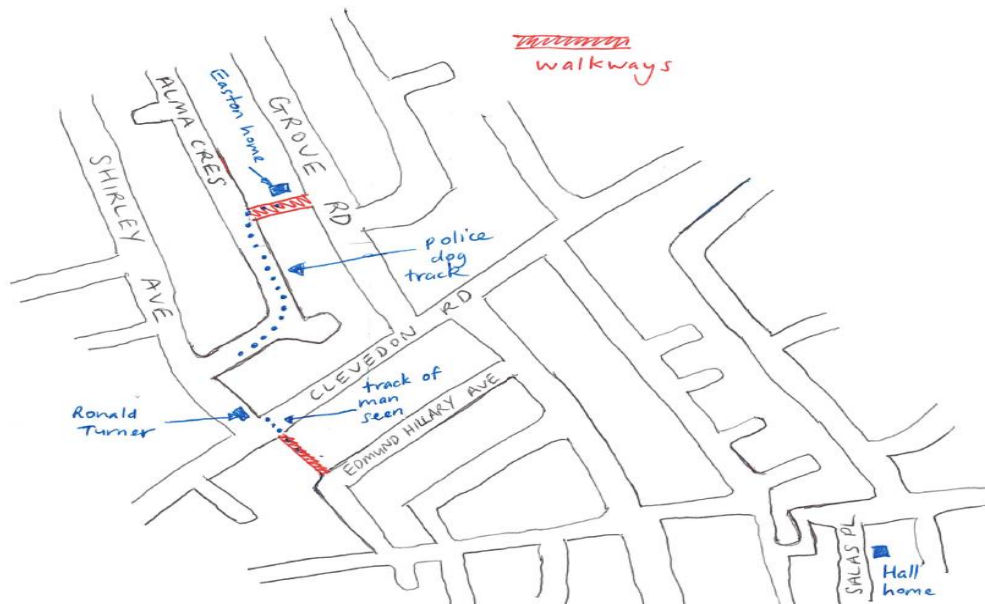 walkways
ALMA CRES
Easton home
GROVE
RD
SHIRLEY
AVE
police
dog
track
CLEVEDON RD
track of
man
seen
Ronald
Turner
EDMUND HILLARY AVE
SALAS PL
Hall
home